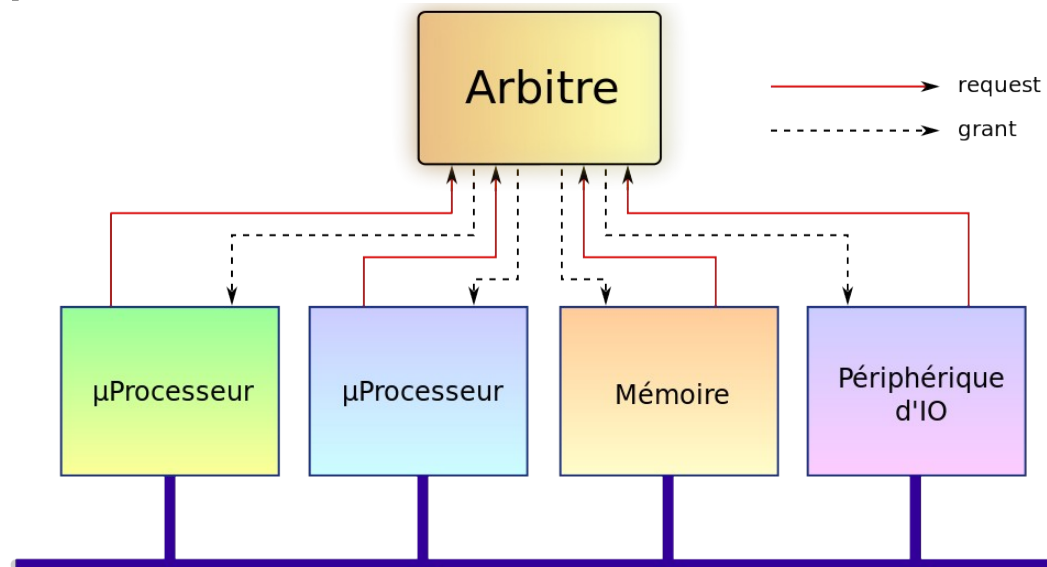 Arbitre
request
grant
µProcesseur
µProcesseur
Mémoire
Périphérique
d'IO